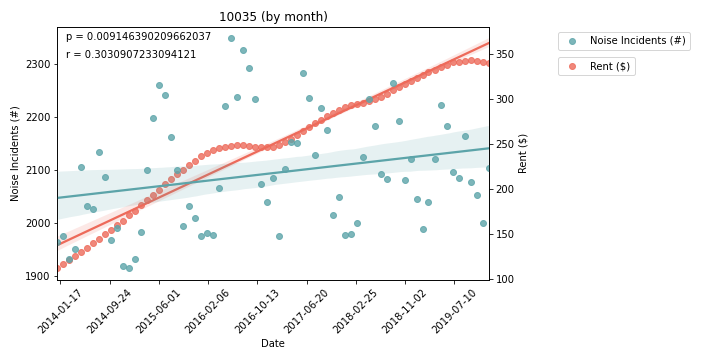 10035 (by month)
p = 0.009146390209662037
r = 0.3030907233094121
Noise Incidents (#)
Rent ($)
2300
2200
2100
2000
1900
Noise Incidents (#)
350
300
250
200
150
100
Rent ($)
2014-01-17
2014-09-24
2015-06-01
2016-02-06
2016-10-13
2017-06-20
2018-02-25
2018-11-02
2019-07-10
Date